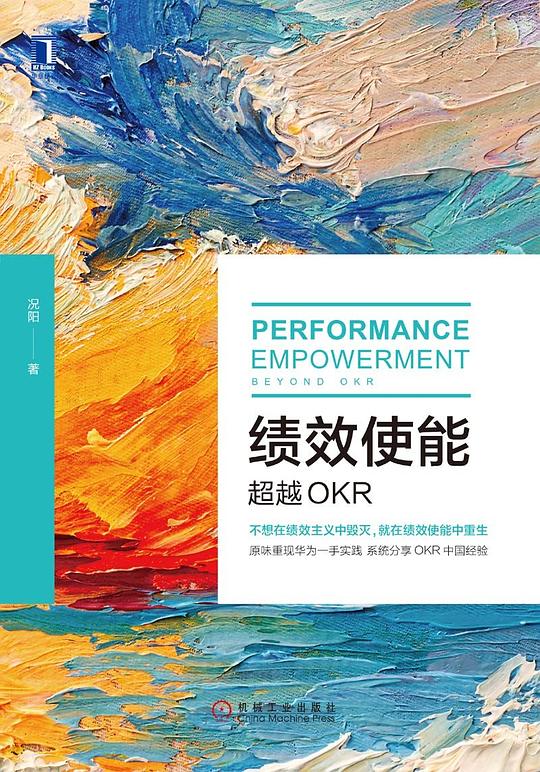 HZ Books
况阳
著
PERFORMANCE
EMPOWERMENT
BEYOND OKR
绩效使能
超越OKR
不想在绩效主义中毁灭，就在绩效使能中重生
原味重现华为一手实践 系统分享OKR中国经验
机械工业出版社
China Machine Press